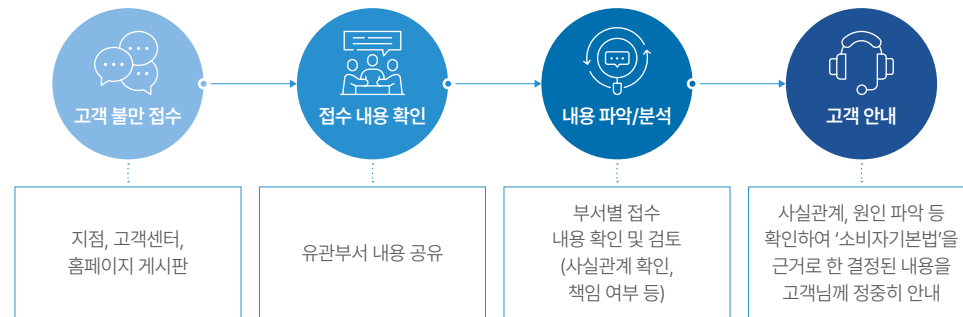 고객 불만 접수
접수 내용 확인
내용 파악/분석
고객 안내
지점, 고객센터,
홈페이지 게시판
유관부서 내용 공유
부서별 접수
내용 확인 및 검토
(사실관계 확인,
책임 여부 등)
사실관계, 원인 파악 등
확인하여 ‘소비자기본법’을
근거로 한 결정된 내용을
고객님께 정중히 안내